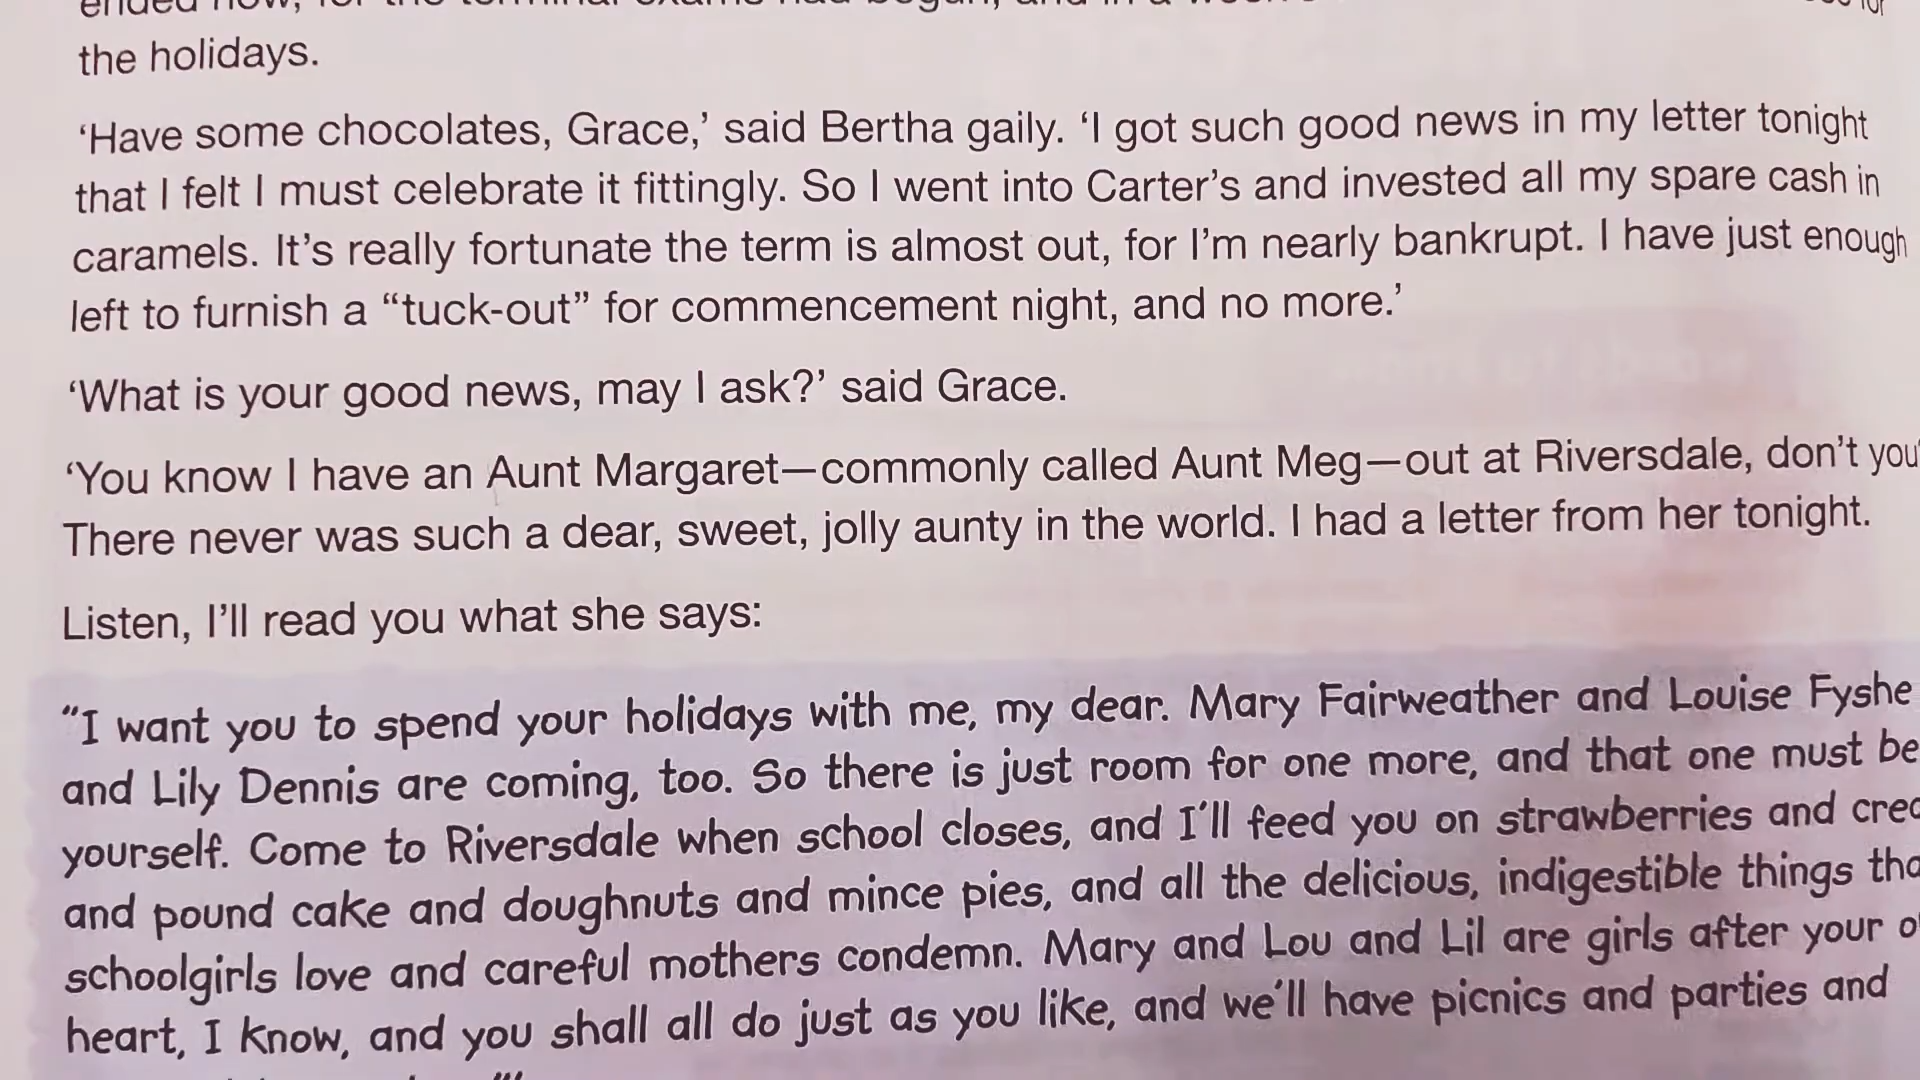 the holidays.
‘Have some chocolates, Grace,’ said Bertha gaily. ‘I got such good news in my letter tonight
that I felt I must celebrate it fittingly. So I went into Carter’s and invested all my spare cash in
caramels. It’s really fortunate the term is almost out, for I’m nearly bankrupt. I have just enough
left to furnish a “tuck-out” for commencement night, and no more.’
‘What is your good news, may I ask?’ said Grace.
‘You know I have an Aunt Margaret—commonly called Aunt Meg—out at Riversdale, don’t you
There never was such a dear, sweet, jolly aunty in the world. I had a letter from her tonight.
Listen, I’ll read you what she says:
“I want you to spend your holidays with me, my dear. Mary Fairweather and Louise Fyshe
and Lily Dennis are coming, too. So there is just room for one more, and that one must be
yourself. Come to Riversdale when school closes, and I’ll feed you on strawberries and
and pound cake and doughnuts and mince pies, and all the delicious, indigestible things
schoolgirls love and careful mothers condemn. Mary and Lou and Lil are girls after your
heart, I know, and you shall all do just as you like, and we’ll have picnics and parties and